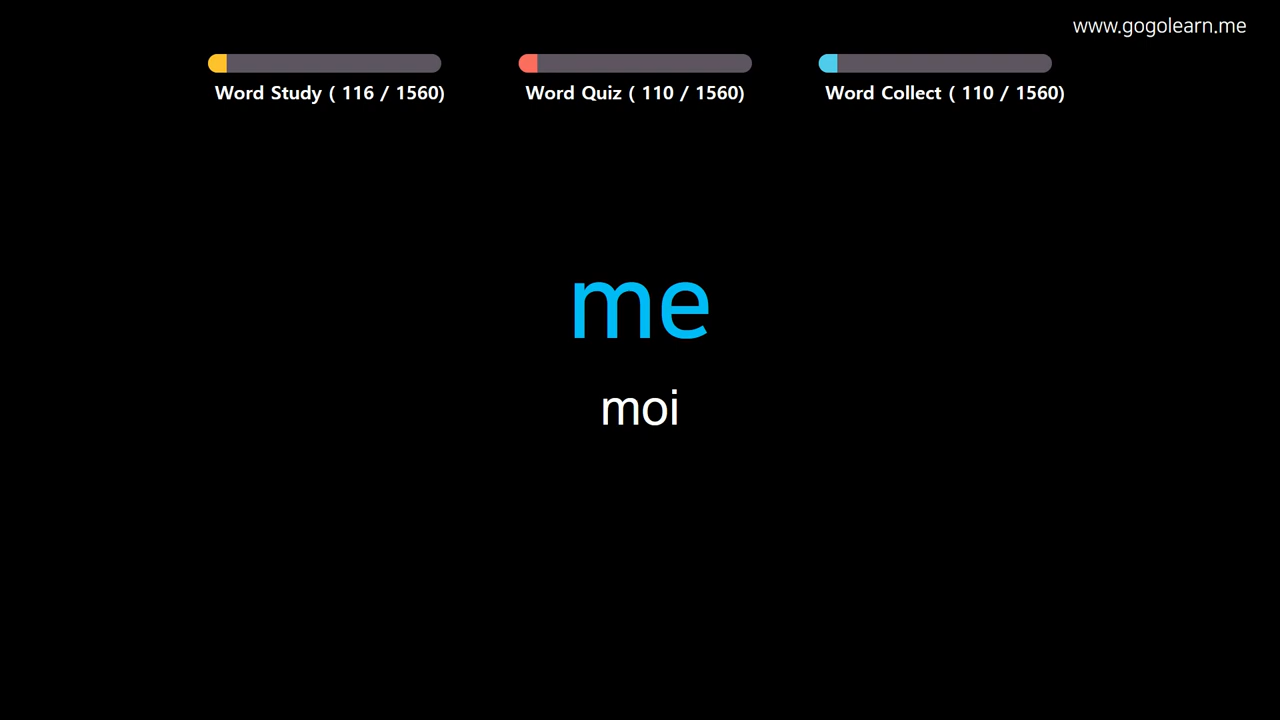 www.gogolearn.me
Word Study ( 116 / 1560)
Word Quiz ( 110 / 1560)
Word Collect ( 110 / 1560)
me
moi